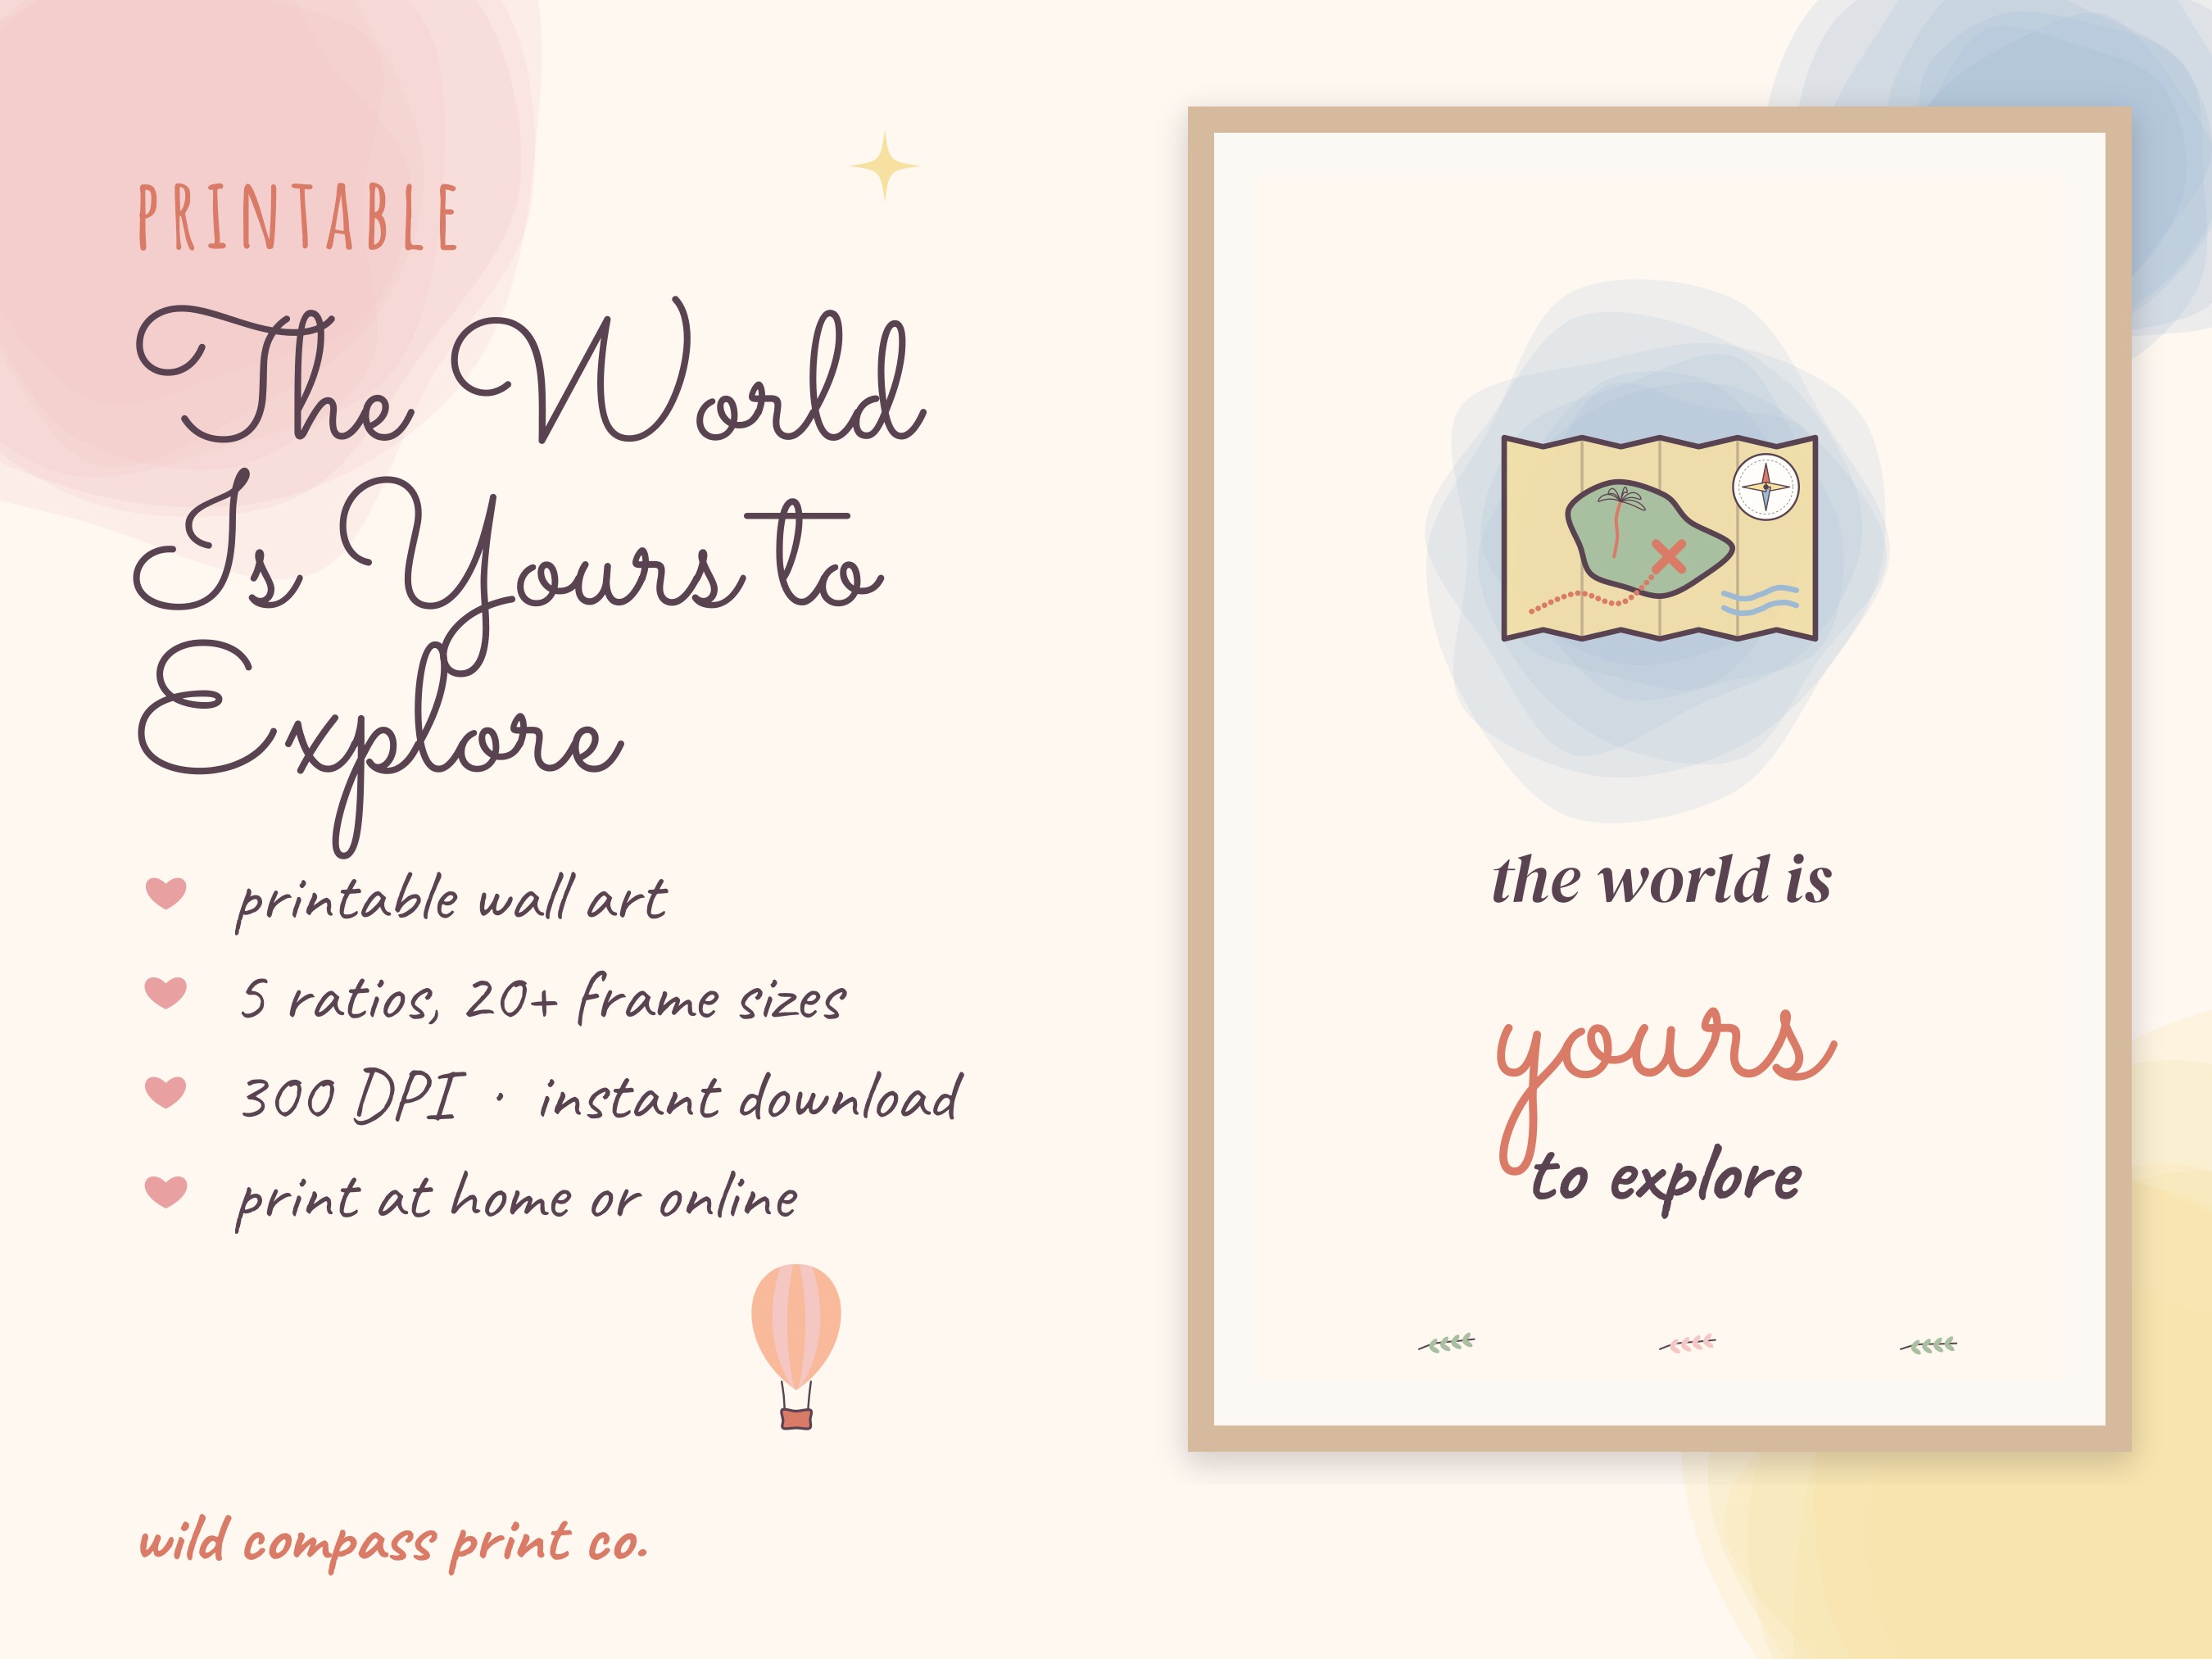 PRINTABLE
The World
Is Yours to
Explore
printable wall art
5 ratios, 20+ frame sizes
300 DPI · instant download
print at home or online
wild compass print co.
the world is
yours
to explore